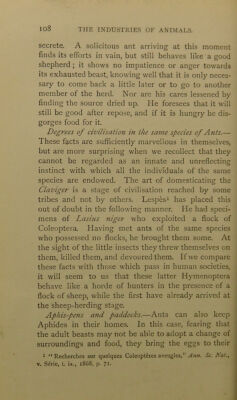 108 THE INDUSTRIES OF ANIMALS.
secrete. A solicitous ant arriving at this moment
finds its efforts in vain, but still behaves like a good
shepherd; it shows no impatience or anger towards
its exhausted beast, knowing well that it is only neces-
sary to come back a little later or to go to another
member of the herd. Nor are his cares lessened by
finding the source dried up. He foresees that it will
still be good after repose, and if it is hungry he dis-
gorges food for it.
Degrees of civilisation in the same species of Ants.—
These facts are sufficiently marvellous in themselves,
but are more surprising when we recollect that they
cannot be regarded as an innate and unreflecting
instinct with which all the individuals of the same
species are endowed. The art of domesticating the
Claviger is a stage of civilisation reached by some
tribes and not by others. Lespès¹ has placed this
out of doubt in the following manner. He had speci-
mens of Lasius niger who exploited a flock of
Coleoptera. Having met ants of the same species
who possessed no flocks, he brought them some. At
the sight of the little insects they threw themselves on
them, killed them, and devoured them. If we compare
these facts with those which pass in human societies,
it will seem to us that these latter Hymenoptera
behave like a horde of hunters in the presence of a
flock of sheep, while the first have already arrived at
the sheep-herding stage.
Aphis-pens and paddocks.—Ants can also keep
Aphides in their homes. In this case, fearing that
the adult beasts may not be able to adopt a change of
surroundings and food, they bring the eggs to their
¹ "Recherches sur quelques Coleoptères aveugles," Ann. Sc. Nat.,
v. Série, t. ix., 1868, p. 71.